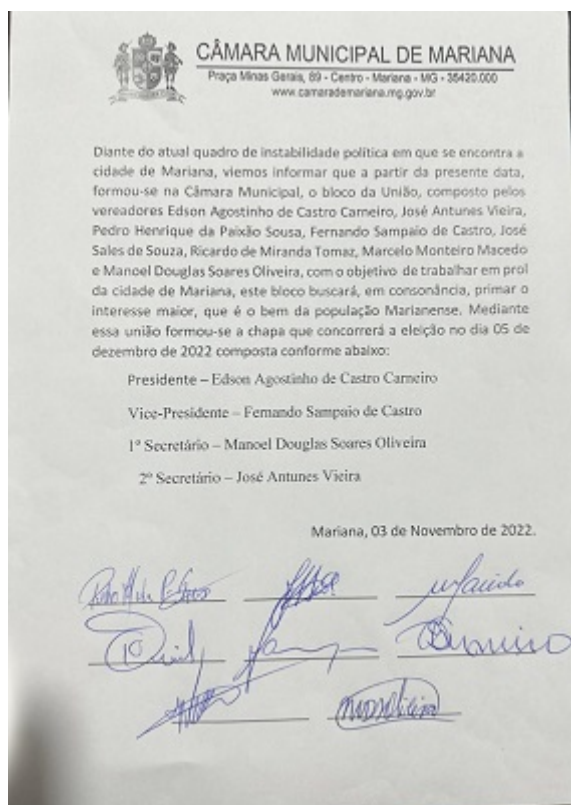 CÂMARA MUNICIPAL DE MARIANA
Praça Minas Gerais, 89 - Centro - Mariana - MG - 35420.000
www.camarademariana.mg.gov.br
Diante do atual quadro de instabilidade política em que se encontra a
cidade de Mariana, viemos informar que a partir da presente data,
formou-se na Câmara Municipal, o bloco da União, composto pelos
vereadores Edson Agostinho de Castro Carneiro, José Antunes Vieira,
Pedro Henrique da Paixão Sousa, Fernando Sampaio de Castro, José
Sales de Souza, Ricardo de Miranda Tomaz, Marcelo Monteiro Macedo
e Manoel Douglas Soares Oliveira, com o objetivo de trabalhar em prol
da cidade de Mariana, este bloco buscará, em consonância, primar o
interesse maior, que é o bem da população Marianense. Mediante
essa união formou-se a chapa que concorrerá a eleição no dia 05 de
dezembro de 2022 composta conforme abaixo:
Presidente – Edson Agostinho de Castro Carneiro
Vice-Presidente – Fernando Sampaio de Castro
1º Secretário – Manoel Douglas Soares Oliveira
2º Secretário – José Antunes Vieira
Mariana, 03 de Novembro de 2022.